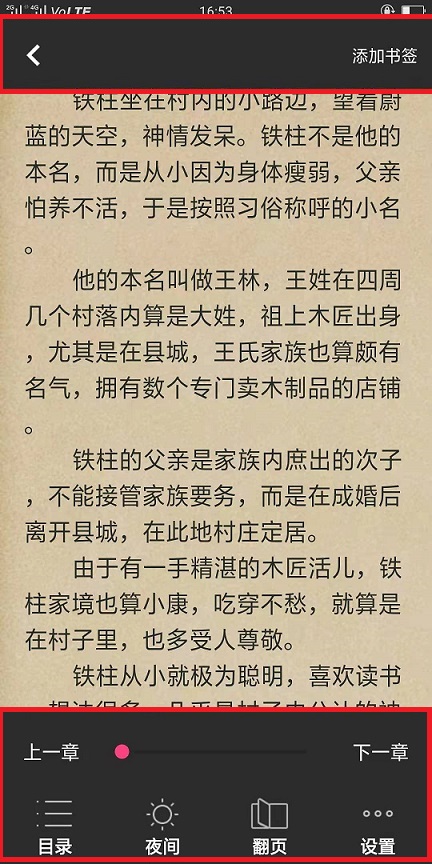 2G 4G VoLTE 16:53
添加书签
铁柱坐在村内的小路边，望着蔚
蓝的天空，神情发呆。铁柱不是他的
本名，而是从小因为身体瘦弱，父亲
怕养不活，于是按照习俗称呼的小名
。
他的本名叫做王林，王姓在四周
几个村落内算是大姓，祖上木匠出身
，尤其是在县城，王氏家族也算颇有
名气，拥有数个专门卖木制品的店铺
。
铁柱的父亲是家族内庶出的次子
，不能接管家族要务，而是在成婚后
离开县城，在此地村庄定居。
由于有一手精湛的木匠活儿，铁
柱家境也算小康，吃穿不愁，就算是
在村子里，也多受人尊敬。
铁柱从小就极为聪明，喜欢读书
上一章 下一章
目录 夜间 翻页 设置